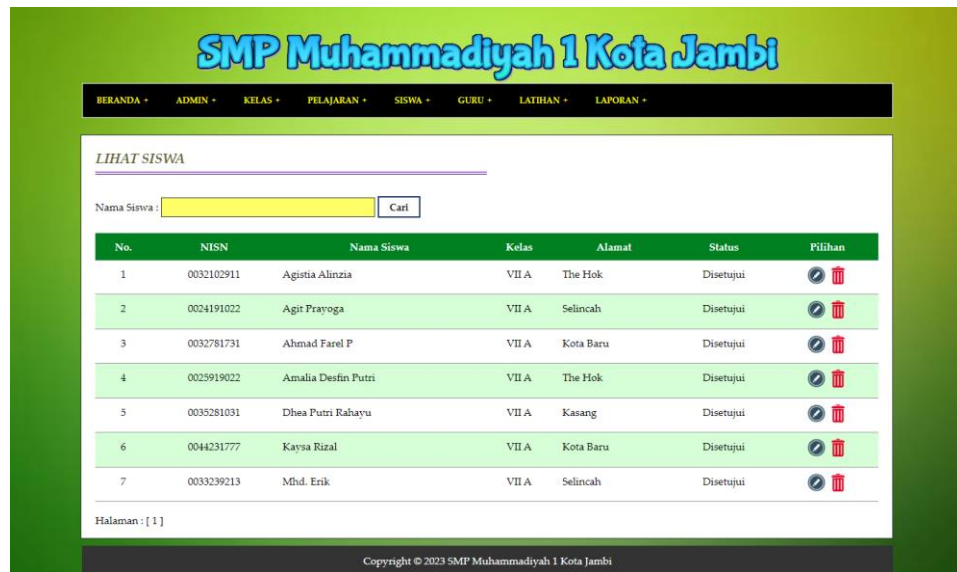 SMP Muhammadiyah 1 Kota Jambi
BERANDA + ADMIN + KELAS + PELAJARAN + SISWA + GURU + LATIHAN + LAPORAN +
LIHAT SISWA
Nama Siswa : Cari
No. NISN Nama Siswa Kelas Alamat Status Pilihan
1 0032102911 Agistia Alinzia VII A The Hok Disetujui
2 0024191022 Agit Prayoga VII A Selincah Disetujui
3 0032781731 Ahmad Farel P VII A Kota Baru Disetujui
4 0025919022 Amalia Desfin Putri VII A The Hok Disetujui
5 0035281031 Dhea Putri Rahayu VII A Kasang Disetujui
6 0044231777 Kaysa Rizal VII A Kota Baru Disetujui
7 0033239213 Mhd. Erik VII A Selincah Disetujui
Halaman : [ 1 ]
Copyright © 2023 SMP Muhammadiyah 1 Kota Jambi